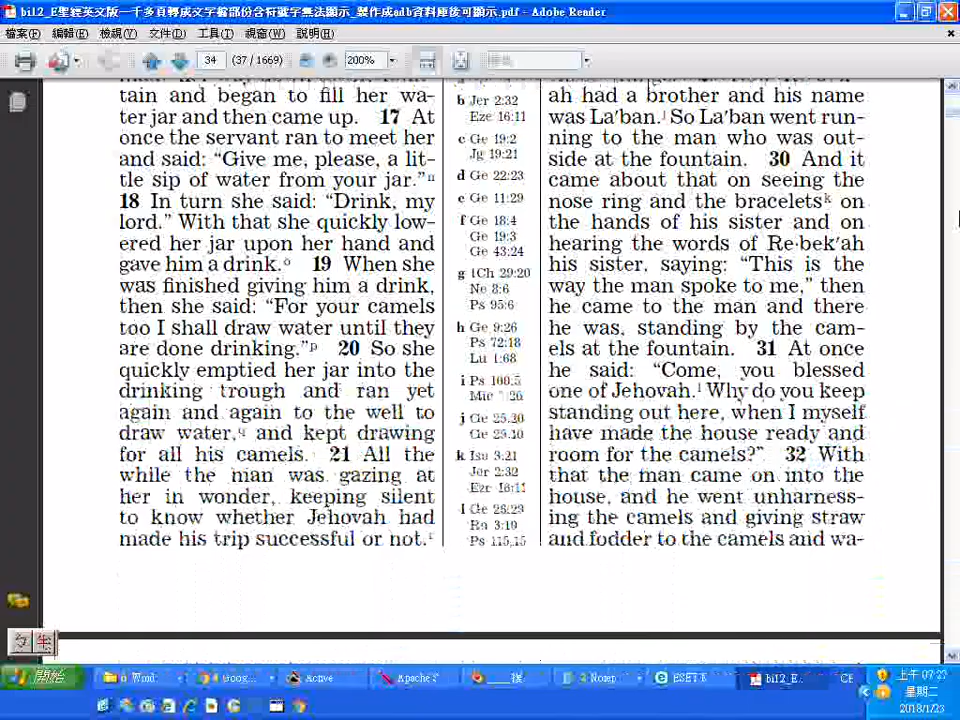 bi12_E聖經英文版一千多頁轉成文字檔部份含符號字無法顯示_製作成adb資料庫後可顯示.pdf - Adobe Reader
檔案(F) 編輯(E) 檢視(V) 文件(D) 工具(T) 視窗(W) 說明(H)
34 (37 / 1669) 200%
tain and began to fill her wa-
ter jar and then came up. 17 At
once the servant ran to meet her
and said: “Give me, please, a lit-
tle sip of water from your jar.”n
18 In turn she said: “Drink, my
lord.” With that she quickly low-
ered her jar upon her hand and
gave him a drink.o 19 When she
was finished giving him a drink,
then she said: “For your camels
too I shall draw water until they
are done drinking.”p 20 So she
quickly emptied her jar into the
drinking trough and ran yet
again and again to the well to
draw water,q and kept drawing
for all his camels. 21 All the
while the man was gazing at
her in wonder, keeping silent
to know whether Jehovah had
made his trip successful or not.r
b Jer 2:32
Eze 16:11
c Ge 19:2
Jg 19:21
d Ge 22:23
e Ge 11:29
f Ge 18:4
Ge 19:3
Ge 43:24
g 1Ch 29:20
Ne 8:6
Ps 95:6
h Ge 9:26
Ps 72:18
Lu 1:68
i Ps 100:5
Mic 7:20
j Ge 25:20
Ge 29:10
k Isa 3:21
Jer 2:32
Eze 16:11
l Ge 26:29
Ru 3:10
Ps 115:15
ah had a brother and his name
was La′ban.j So La′ban went run-
ning to the man who was out-
side at the fountain. 30 And it
came about that on seeing the
nose ring and the braceletsk on
the hands of his sister and on
hearing the words of Re·bek′ah
his sister, saying: “This is the
way the man spoke to me,” then
he came to the man and there
he was, standing by the cam-
els at the fountain. 31 At once
he said: “Come, you blessed
one of Jehovah.l Why do you keep
standing out here, when I myself
have made the house ready and
room for the camels?” 32 With
that the man came on into the
house, and he went unharness-
ing the camels and giving straw
and fodder to the camels and wa-
開始 Wind... Goog... Active Apache ESET bi12_E... CH
上午 07:27
星期二
2018/1/23